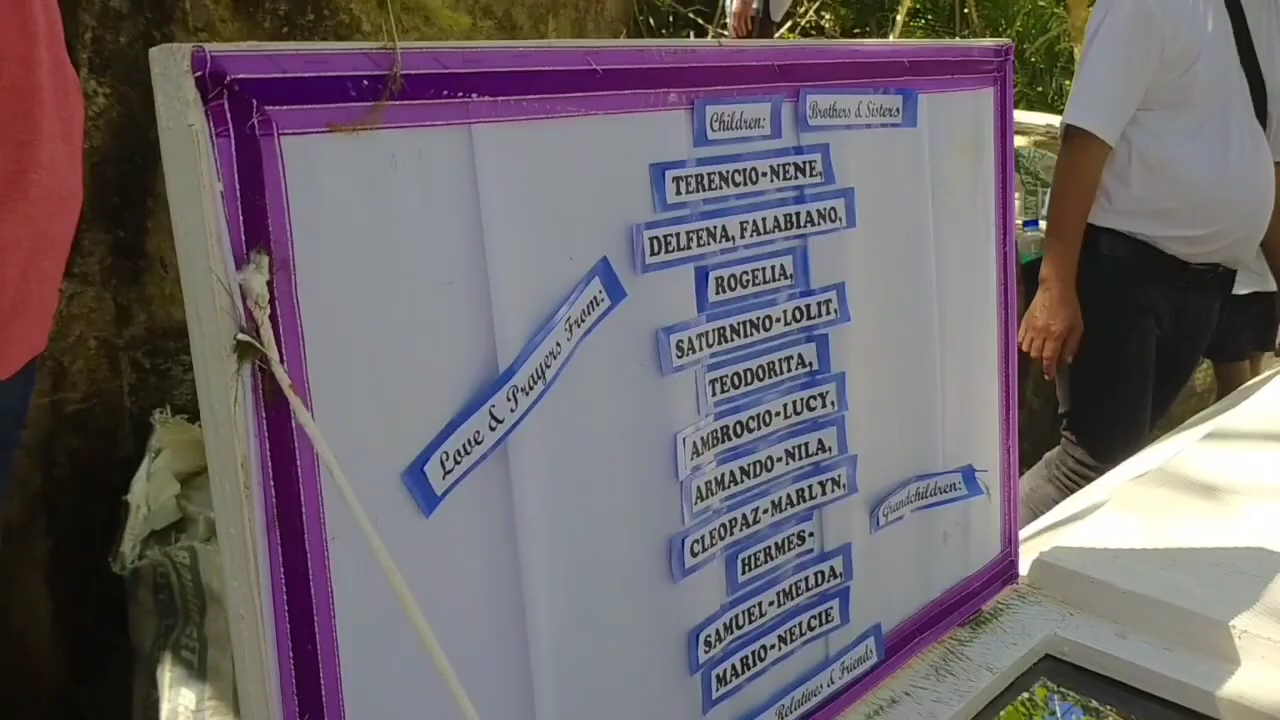 Children:
Brothers & Sisters
TERENCIO-NENE,
DELFENA, FALABIANO,
ROGELIA,
SATURNINO-LOLIT,
TEODORITA,
AMBROCIO-LUCY,
ARMANDO-NILA,
CLEOPAZ-MARLYN,
HERMES-
SAMUEL-IMELDA,
MARIO-NELCIE
Love & Prayers From:
Grandchildren:
Relatives & Friends